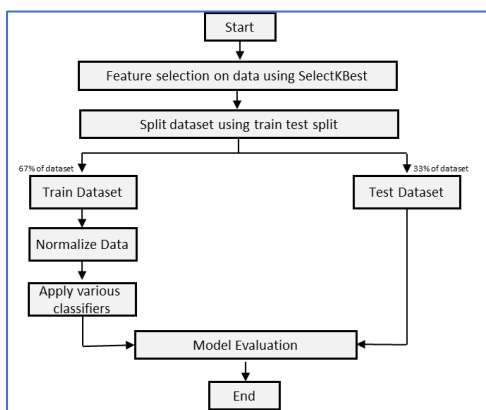 Start
Feature selection on data using SelectKBest
Split dataset using train test split
67% of dataset
33% of dataset
Train Dataset
Test Dataset
Normalize Data
Apply various
classifiers
Model Evaluation
End